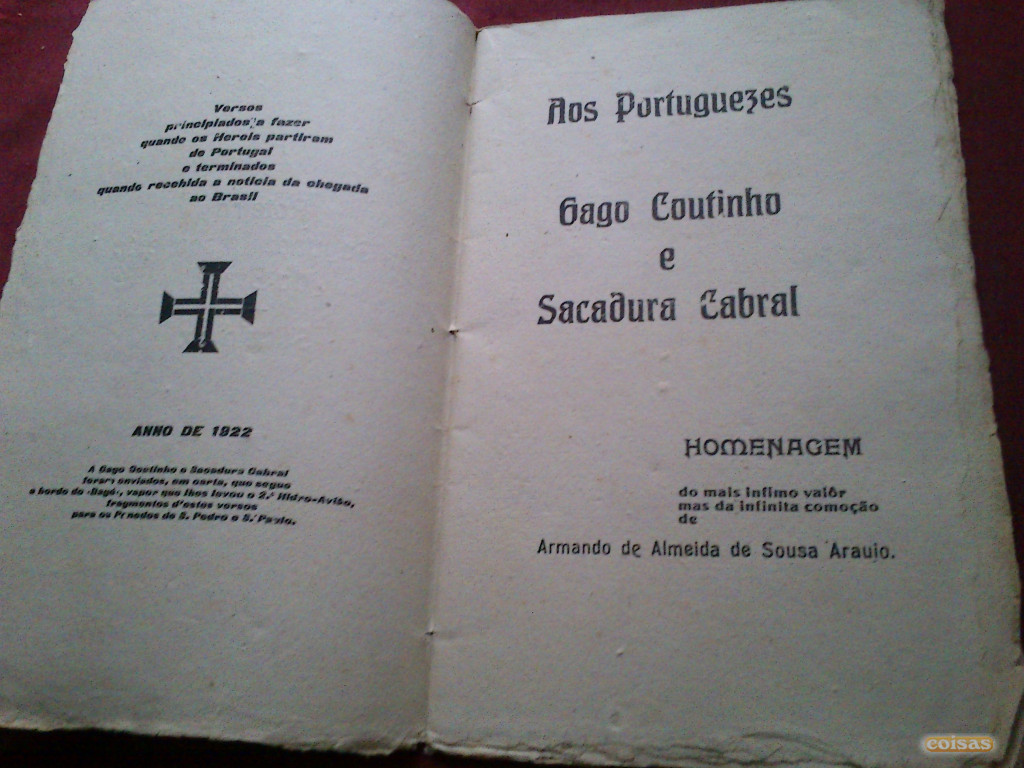 Versos
principiados a fazer
quando os Herois partiram
de Portugal
e terminados
quando recebida a noticia da chegada
ao Brasil
ANNO DE 1922
A Gago Coutinho e Sacadura Cabral
foram enviados, em carta, que segue
a bordo do «Bagé», vapor que lhes levou o 2.º Hidro-Avião,
fragmentos d'estes versos
para os Penedos de S. Pedro e S. Paulo.
Aos Portuguezes
Gago Coutinho
e
Sacadura Cabral
HOMENAGEM
do mais infimo valôr
mas da infinita comoção
de
Armando de Almeida de Sousa Araujo.
coisas